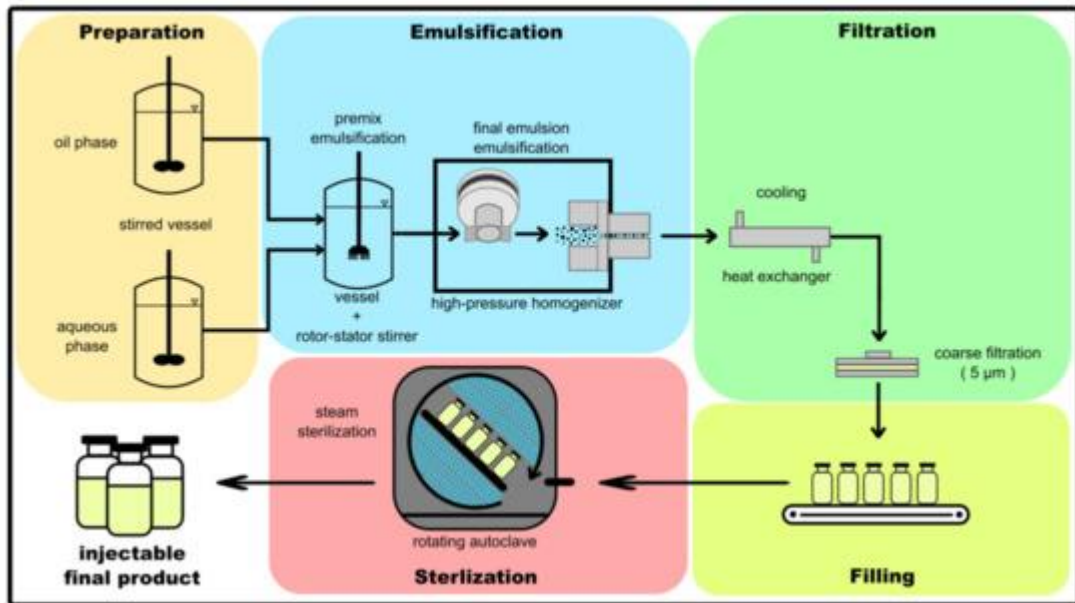 Preparation
oil phase
stirred vessel
aqueous
phase
Emulsification
premix
emulsification
final emulsion
emulsification
vessel
+
rotor-stator stirrer
high-pressure homogenizer
Filtration
cooling
heat exchanger
coarse filtration
( 5 µm )
Filling
steam
sterilization
rotating autoclave
Sterlization
injectable
final product